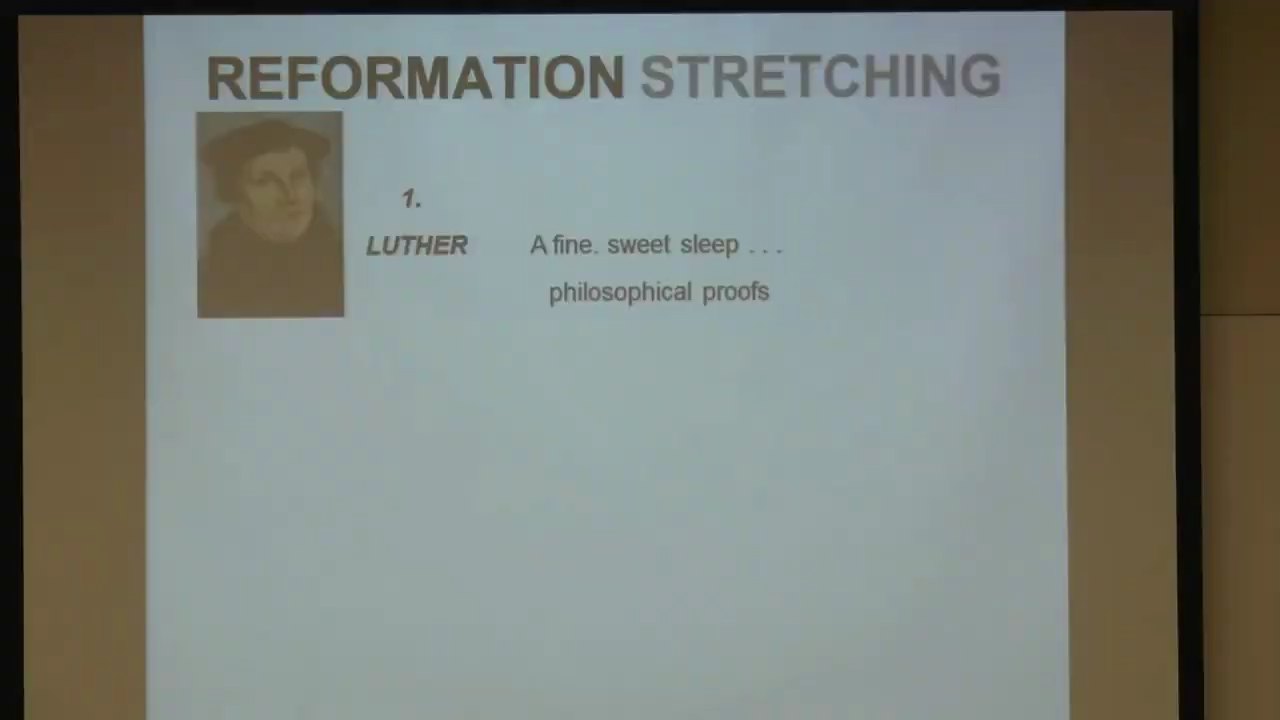 REFORMATION STRETCHING
1.
LUTHER A fine. sweet sleep . . .
philosophical proofs